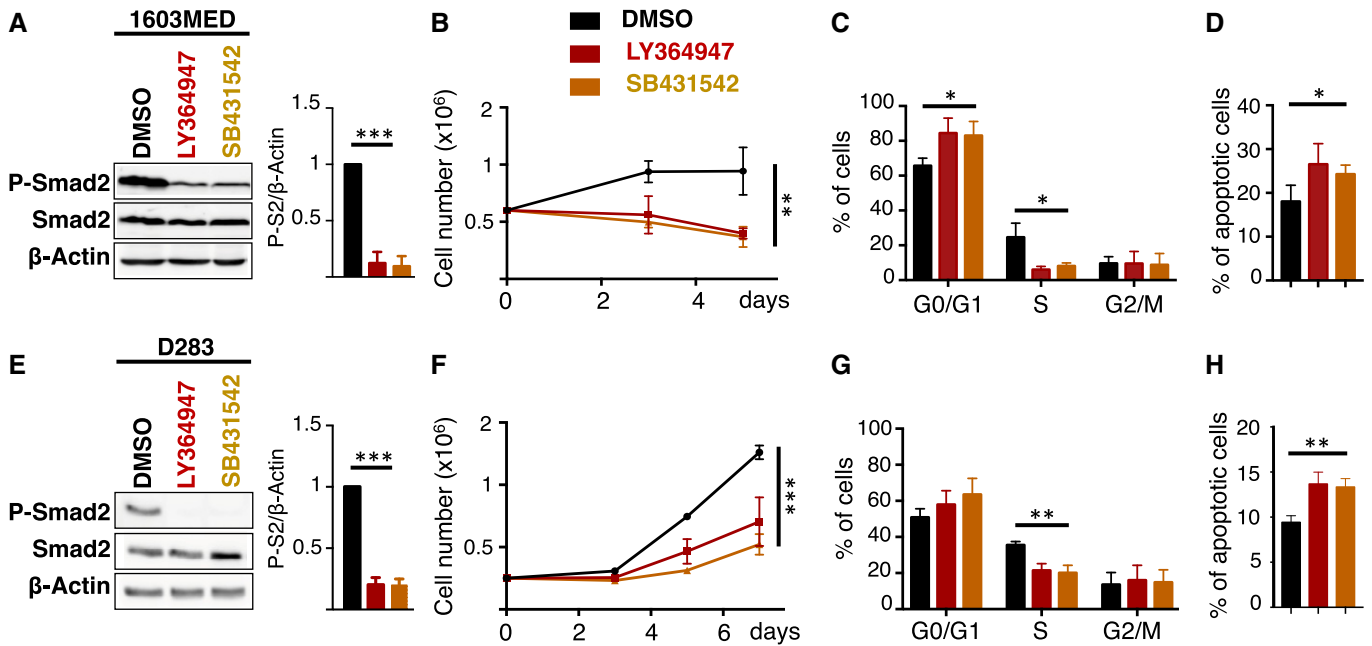 A
1603MED
DMSO
LY364947
SB431542
P-Smad2
Smad2
β-Actin
P-S2/β-Actin
1.5
1
0.5
***
B
DMSO
LY364947
SB431542
Cell number (x10⁶)
2
1
0.5
0
2
4
days
**
C
% of cells
100
80
60
40
20
0
*
*
G0/G1
S
G2/M
D
% of apoptotic cells
40
30
20
10
0
*
E
D283
DMSO
LY364947
SB431542
P-Smad2
Smad2
β-Actin
P-S2/β-Actin
1.5
1
0.5
***
F
Cell number (x10⁶)
2
1
0.5
0
2
4
6
days
***
G
% of cells
100
80
60
40
20
0
**
G0/G1
S
G2/M
H
% of apoptotic cells
20
15
10
5
0
**